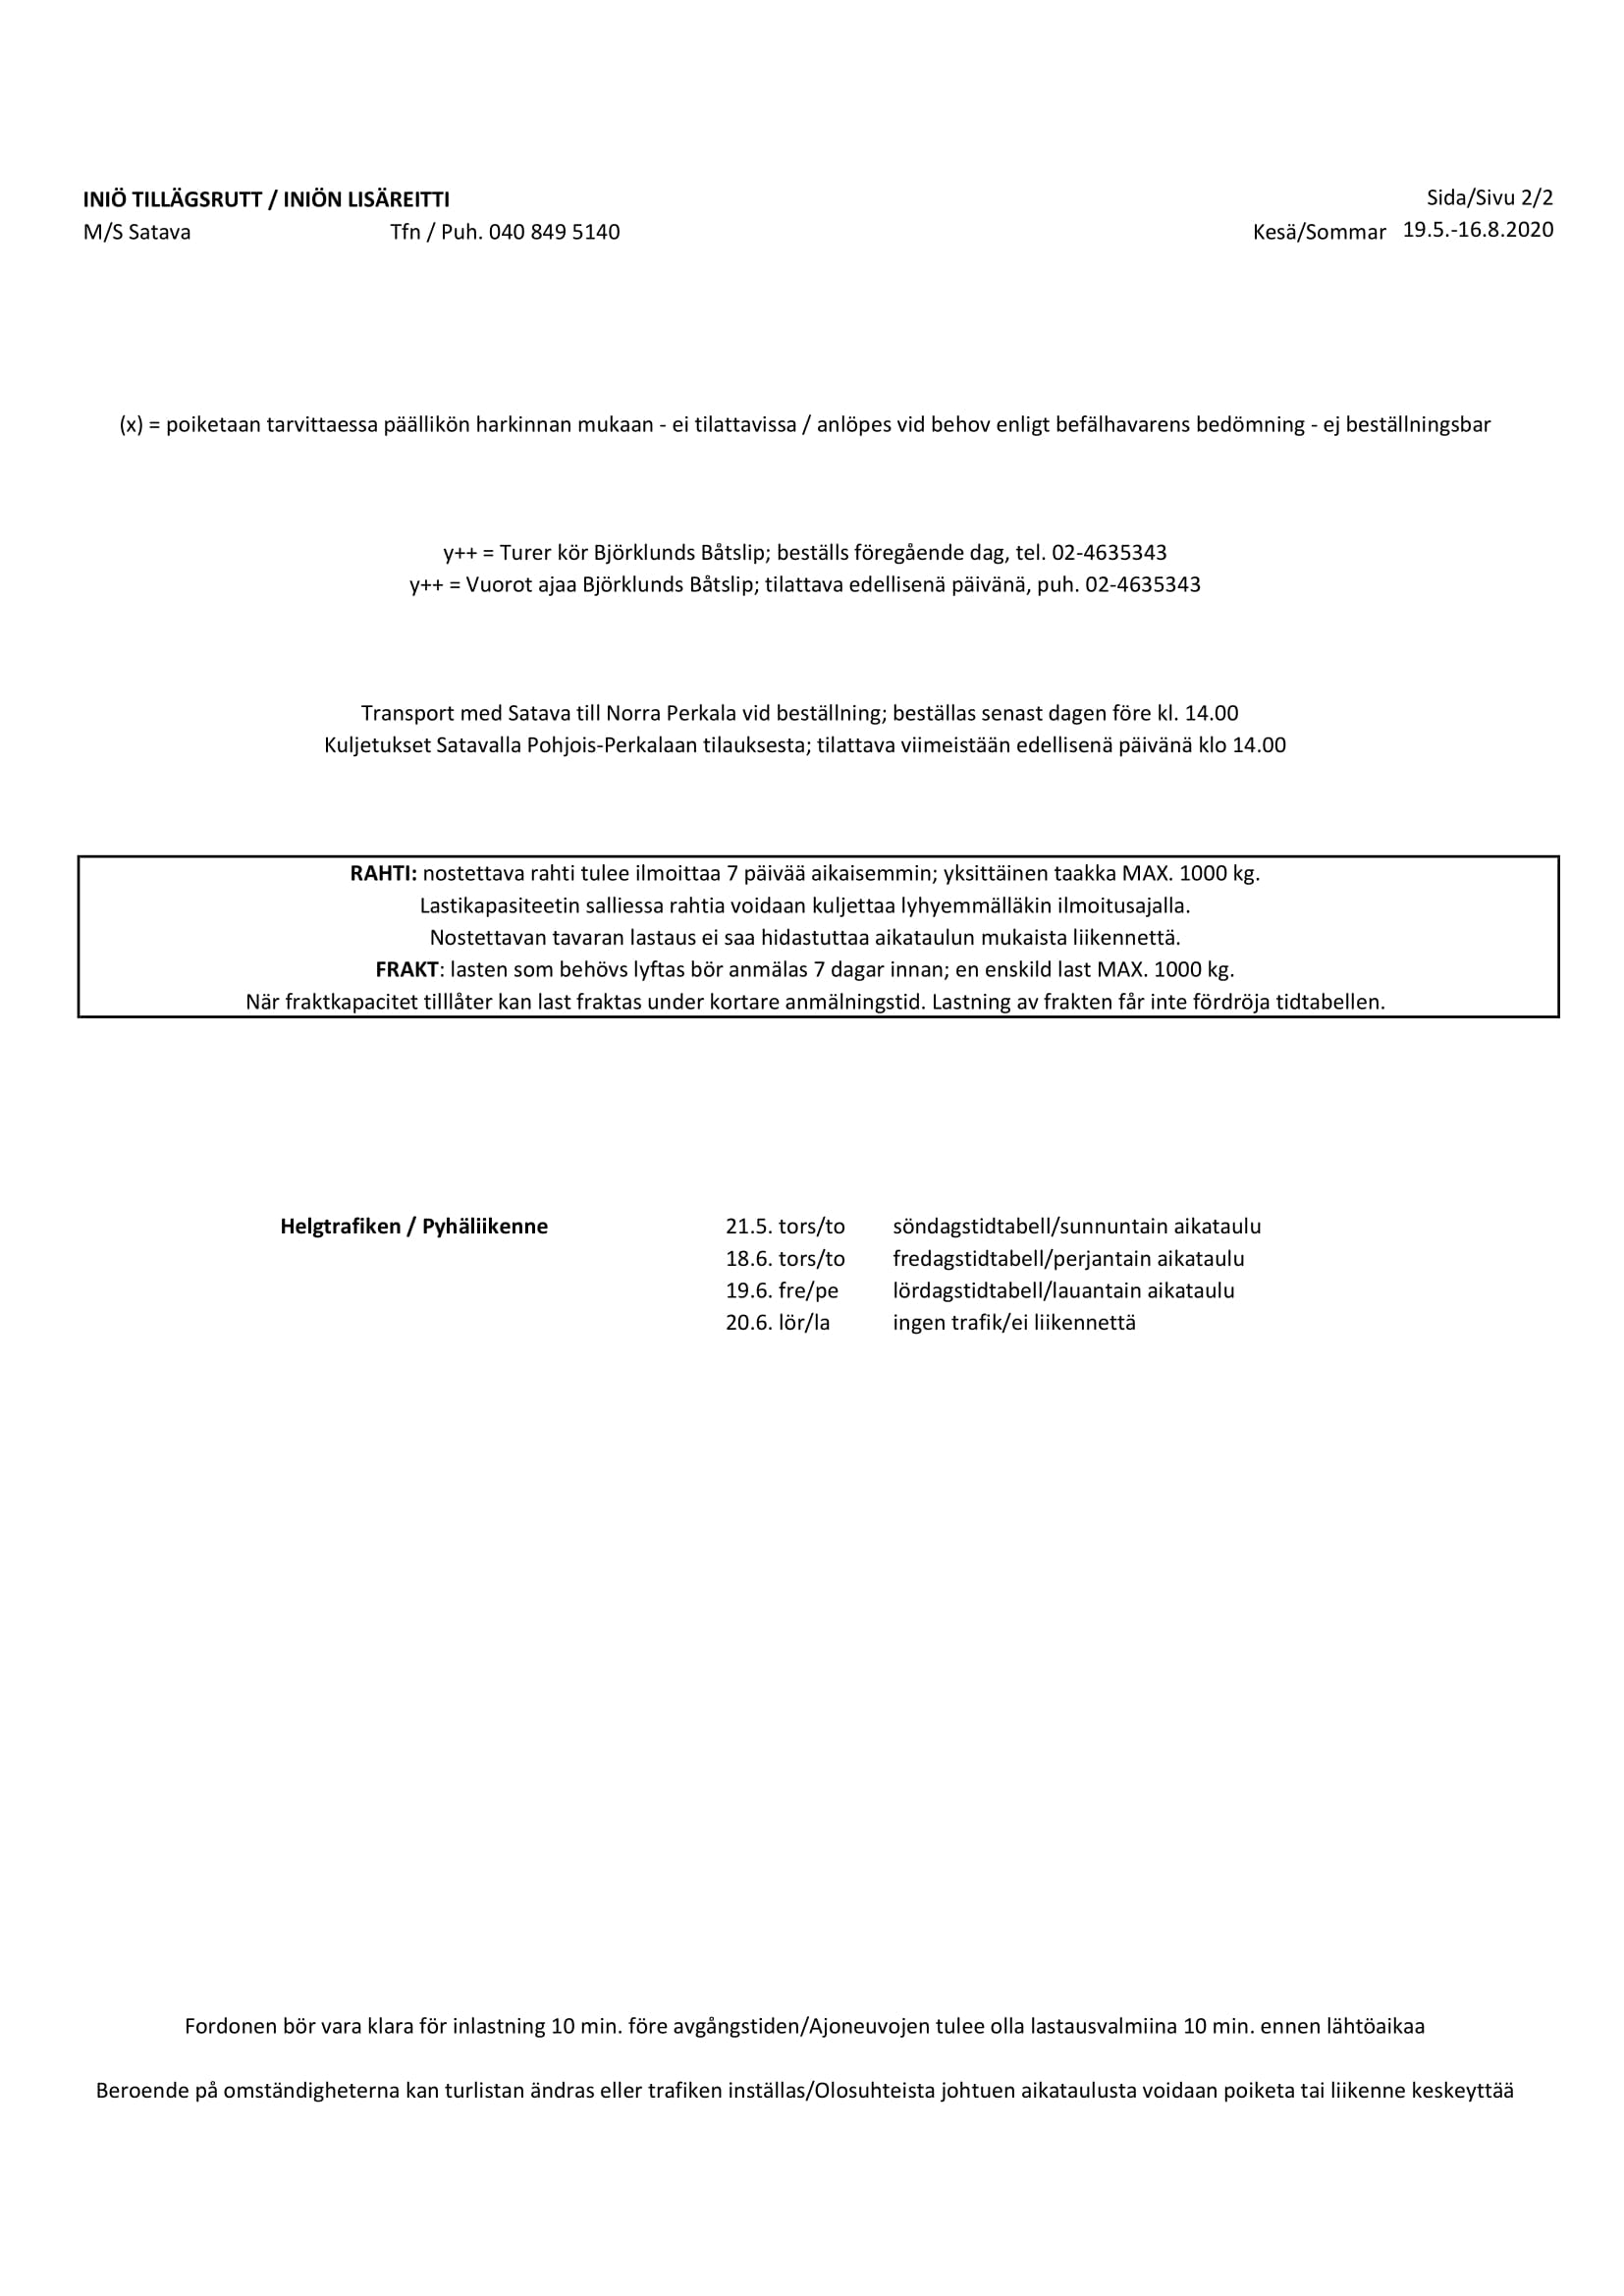 INIÖ TILLÄGSRUTT / INIÖN LISÄREITTI
Sida/Sivu 2/2
M/S Satava Tfn / Puh. 040 849 5140 Kesä/Sommar 19.5.-16.8.2020
(x) = poiketaan tarvittaessa päällikön harkinnan mukaan - ei tilattavissa / anlöpes vid behov enligt befälhavarens bedömning - ej beställningsbar
y++ = Turer kör Björklunds Båtslip; beställs föregående dag, tel. 02-4635343
y++ = Vuorot ajaa Björklunds Båtslip; tilattava edellisenä päivänä, puh. 02-4635343
Transport med Satava till Norra Perkala vid beställning; beställas senast dagen före kl. 14.00
Kuljetukset Satavalla Pohjois-Perkalaan tilauksesta; tilattava viimeistään edellisenä päivänä klo 14.00
RAHTI: nostettava rahti tulee ilmoittaa 7 päivää aikaisemmin; yksittäinen taakka MAX. 1000 kg.
Lastikapasiteetin salliessa rahtia voidaan kuljettaa lyhyemmälläkin ilmoitusajalla.
Nostettavan tavaran lastaus ei saa hidastuttaa aikataulun mukaista liikennettä.
FRAKT: lasten som behövs lyftas bör anmälas 7 dagar innan; en enskild last MAX. 1000 kg.
När fraktkapacitet tilllåter kan last fraktas under kortare anmälningstid. Lastning av frakten får inte fördröja tidtabellen.
Helgtrafiken / Pyhäliikenne 21.5. tors/to söndagstidtabell/sunnuntain aikataulu
18.6. tors/to fredagstidtabell/perjantain aikataulu
19.6. fre/pe lördagstidtabell/lauantain aikataulu
20.6. lör/la ingen trafik/ei liikennettä
Fordonen bör vara klara för inlastning 10 min. före avgångstiden/Ajoneuvojen tulee olla lastausvalmiina 10 min. ennen lähtöaikaa
Beroende på omständigheterna kan turlistan ändras eller trafiken inställas/Olosuhteista johtuen aikataulusta voidaan poiketa tai liikenne keskeyttää